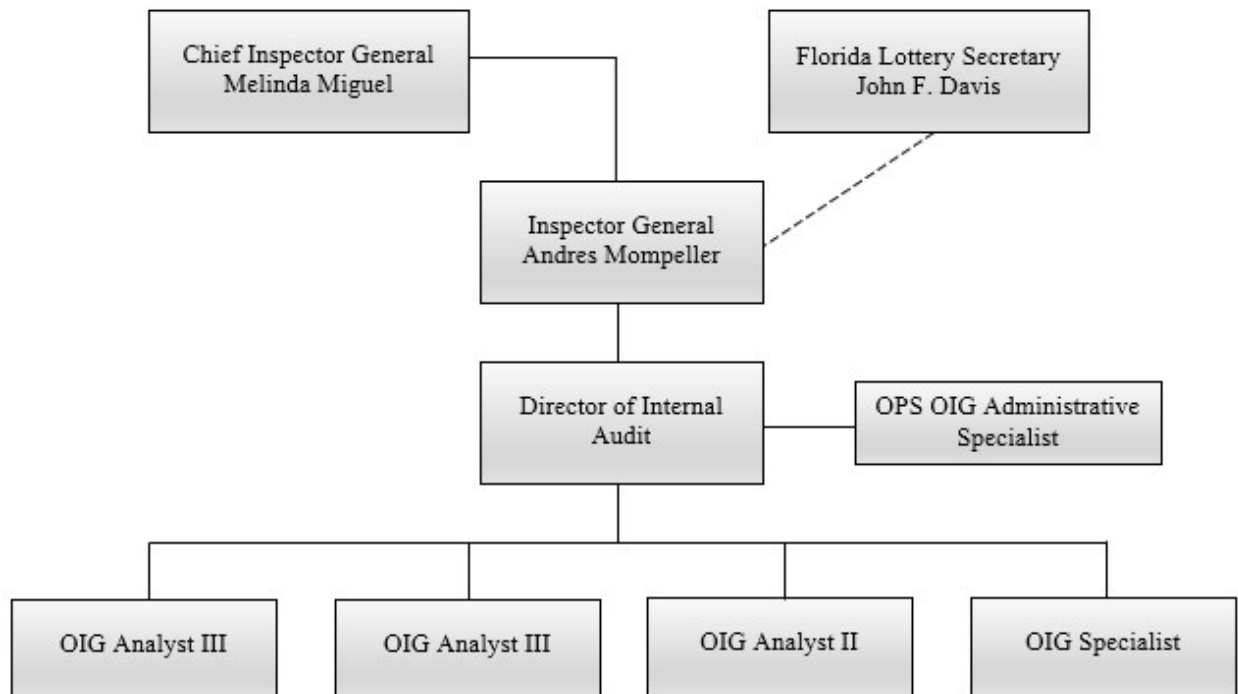 Chief Inspector General
Melinda Miguel
Florida Lottery Secretary
John F. Davis
Inspector General
Andres Mompeller
Director of Internal
Audit
OPS OIG Administrative
Specialist
OIG Analyst III
OIG Analyst III
OIG Analyst II
OIG Specialist